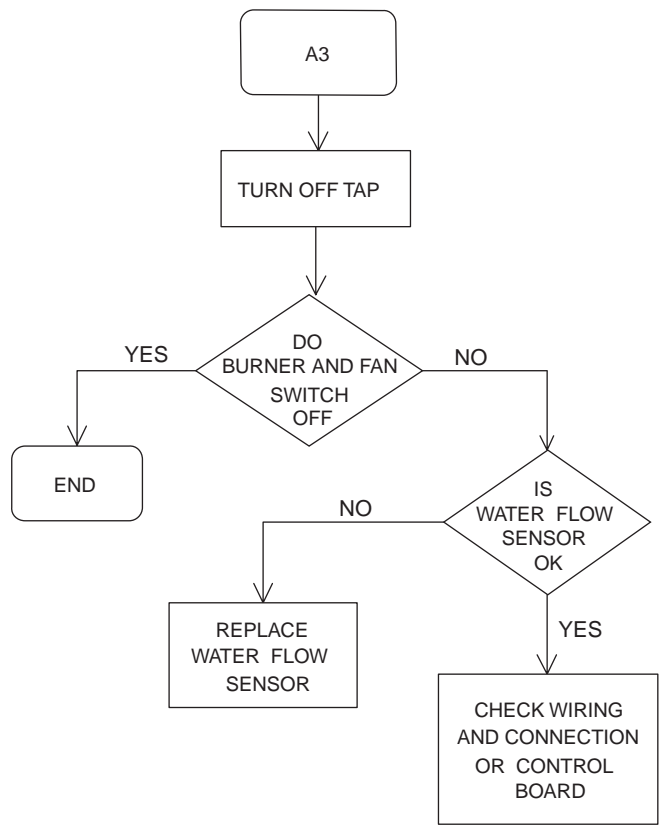 A3
TURN OFF TAP
DO
BURNER AND FAN
SWITCH
OFF
YES
NO
END
IS
WATER FLOW
SENSOR
OK
NO
YES
REPLACE
WATER FLOW
SENSOR
CHECK WIRING
AND CONNECTION
OR CONTROL
BOARD